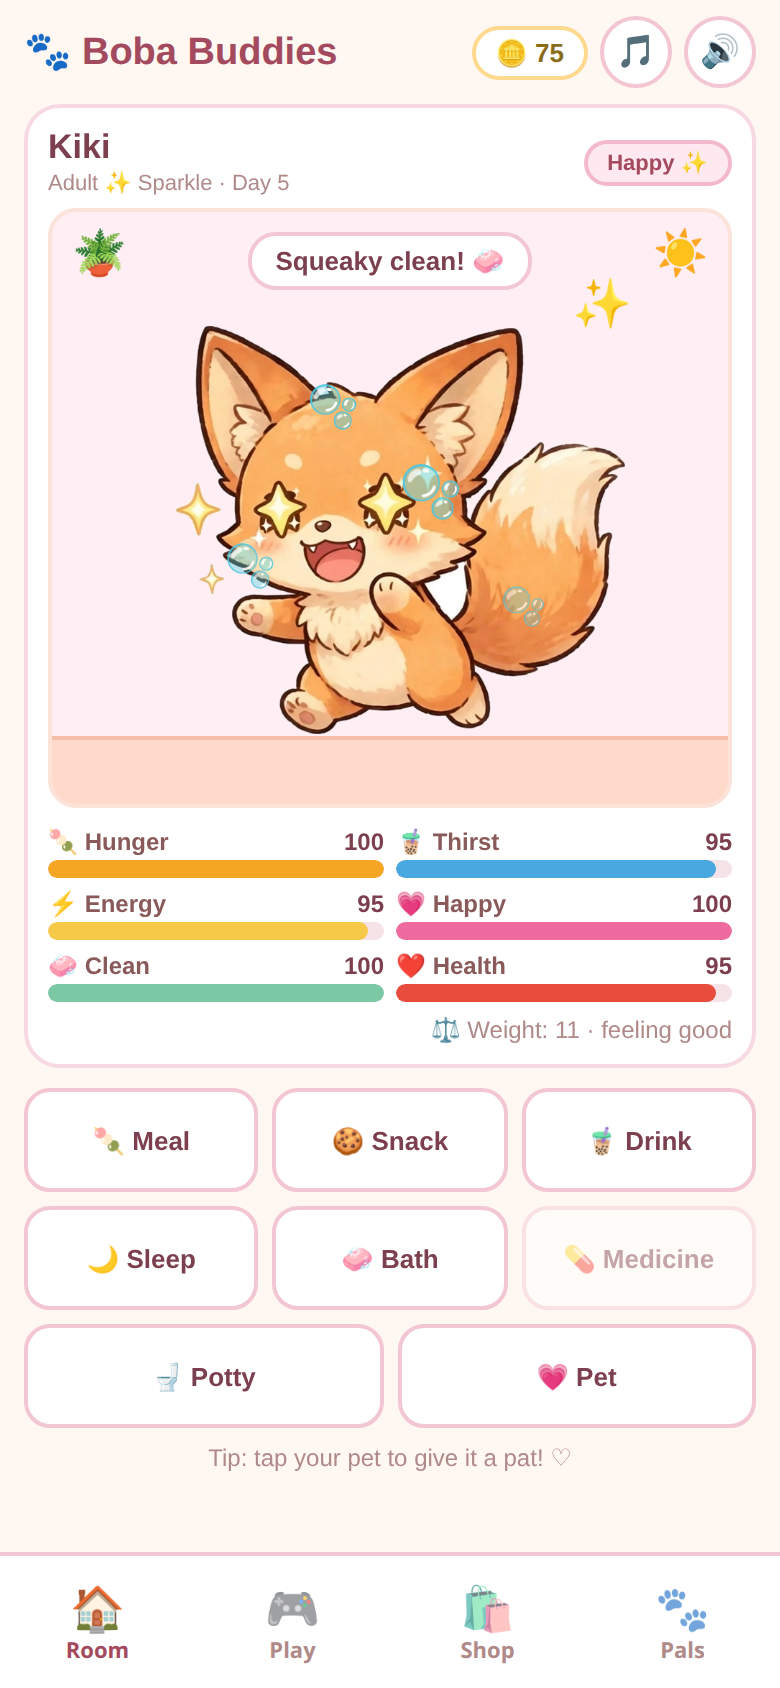 🐾 Boba Buddies
🪙 75 🎵 🔊
Kiki
Adult ✨ Sparkle · Day 5
Happy ✨
Squeaky clean! 🧼
🍡 Hunger 100
🧋 Thirst 95
⚡ Energy 95
💗 Happy 100
🧼 Clean 100
❤️ Health 95
⚖️ Weight: 11 · feeling good
🍡 Meal
🍪 Snack
🧋 Drink
🌙 Sleep
🧼 Bath
💊 Medicine
🚽 Potty
💗 Pet
Tip: tap your pet to give it a pat! ♡
Room
Play
Shop
Pals